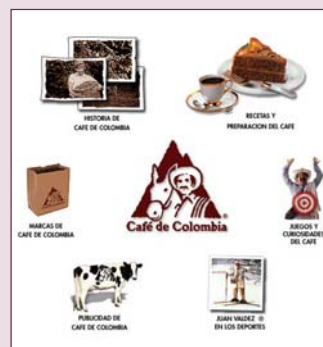 HISTORIA DE
CAFE DE COLOMBIA
RECETAS Y
PREPARACION DEL CAFE
MARCAS DE
CAFE DE COLOMBIA
Café de Colombia
®
JUEGOS Y
CURIOSIDADES
DEL CAFE
PUBLICIDAD DE
CAFE DE COLOMBIA
JUAN VALDEZ ®
EN LOS DEPORTES